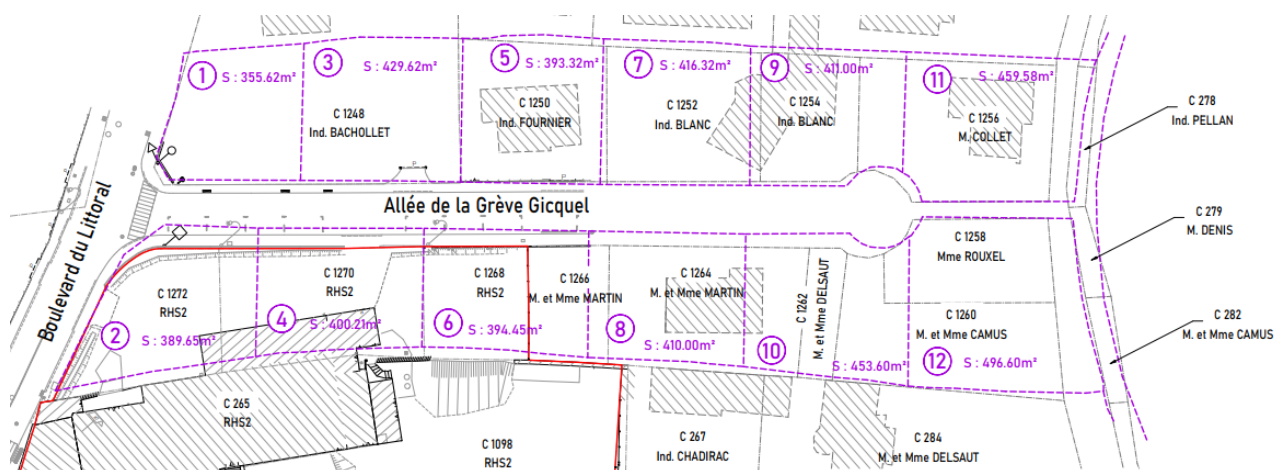 1
S : 355.62m²
3
S : 429.62m²
5
S : 393.32m²
7
S : 416.32m²
9
S : 411.00m²
11
S : 459.58m²
C 1248
Ind. BACHOLLET
C 1250
Ind. FOURNIER
C 1252
Ind. BLANC
C 1254
Ind. BLANC
C 1256
M. COLLET
C 278
Ind. PELLAN
Boulevard du Littoral
Allée de la Grève Gicquel
C 279
M. DENIS
C 1272
RHS2
C 1270
RHS2
C 1268
RHS2
C 1266
M. et Mme MARTIN
C 1264
M. et Mme MARTIN
C 1262
M. et Mme DELSAUT
C 1258
Mme ROUXEL
C 1260
M. et Mme CAMUS
C 282
M. et Mme CAMUS
2
S : 389.65m²
4
S : 400.21m²
6
S : 394.45m²
8
S : 410.00m²
10
S : 453.60m²
12
S : 496.60m²
C 265
RHS2
C 1098
RHS2
C 267
Ind. CHADIRAC
C 284
M. et Mme DELSAUT